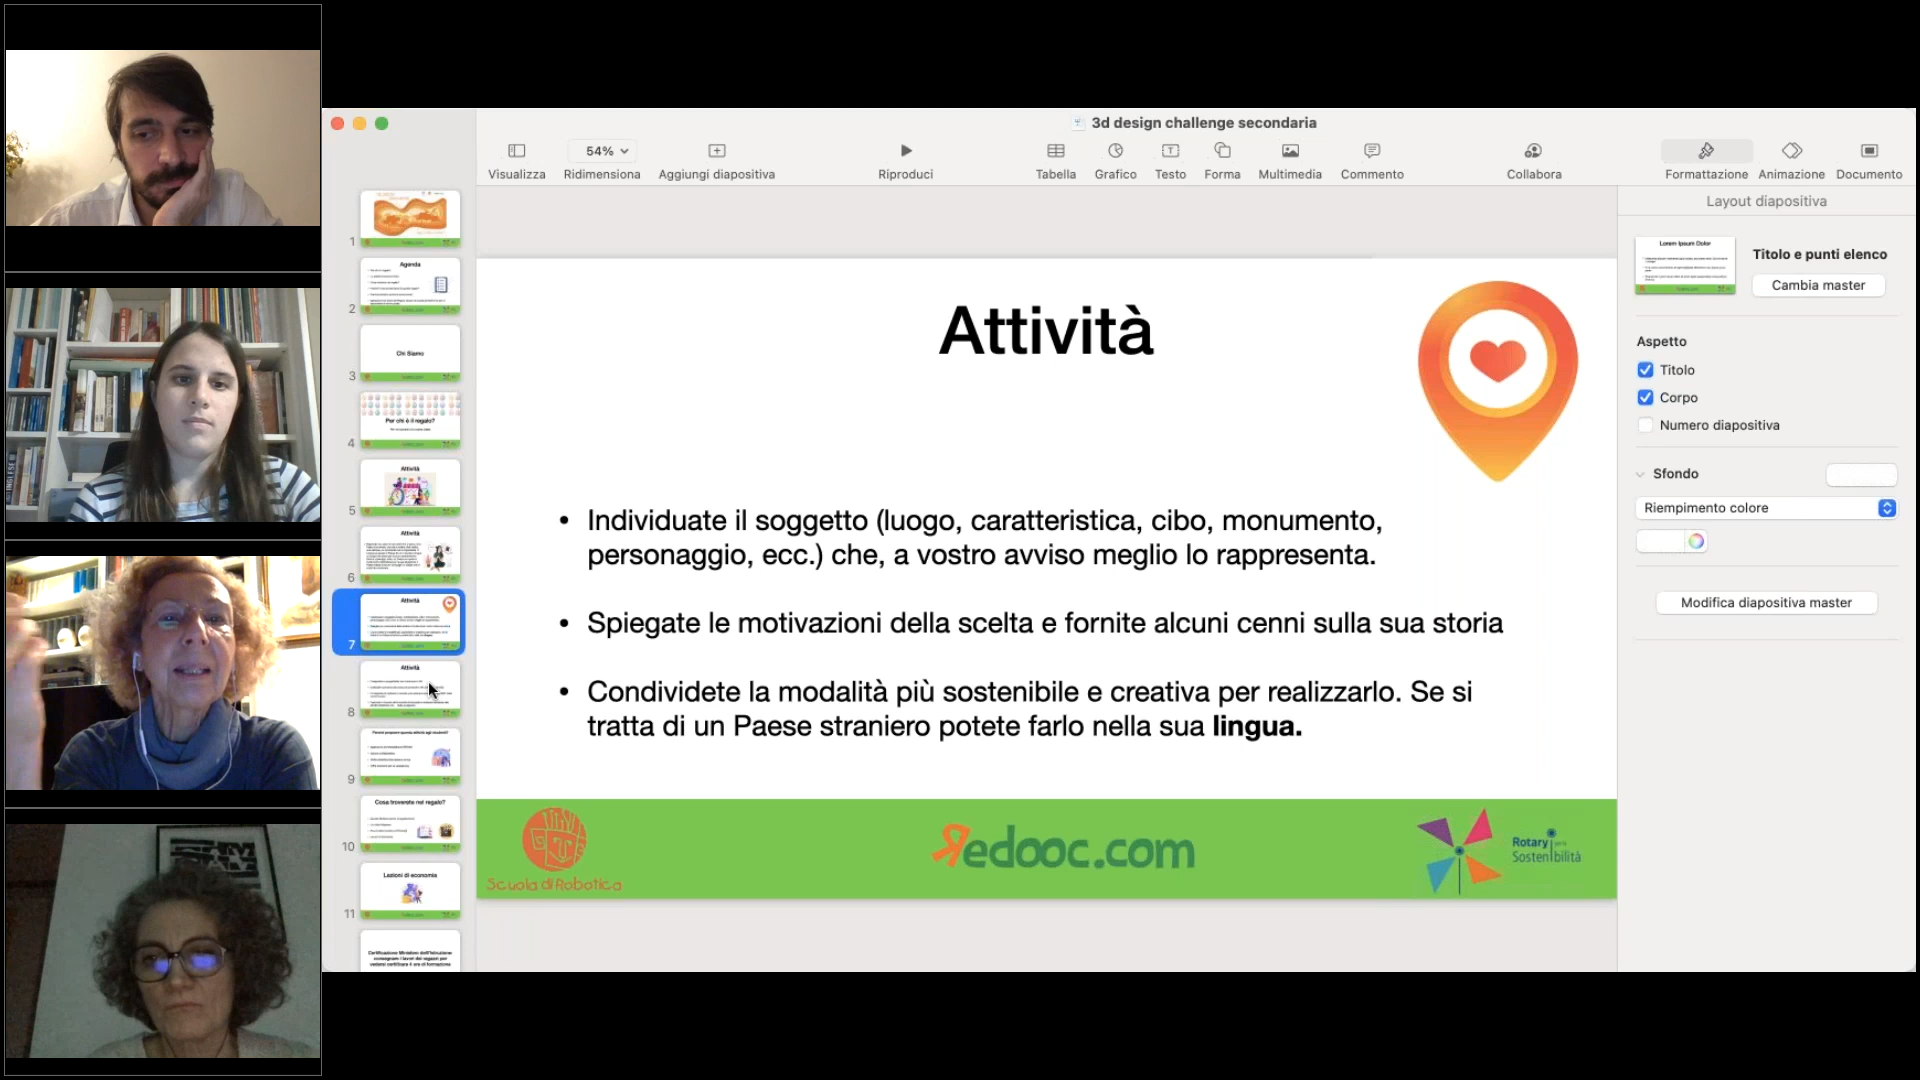 3d design challenge secondaria
54%
Visualizza
Ridimensiona
Aggiungi diapositiva
Riproduci
Tabella
Grafico
Testo
Forma
Multimedia
Commento
Collabora
Formattazione
Animazione
Documento
1
Agenda
2
Chi Siamo
3
Per chi è il regalo?
4
Attività
5
Attività
6
Attività
7
Attività
8
9
Cosa troverete nel regalo?
10
Lezioni di economia
11
Attività
• Individuate il soggetto (luogo, caratteristica, cibo, monumento,
personaggio, ecc.) che, a vostro avviso meglio lo rappresenta.
• Spiegate le motivazioni della scelta e fornite alcuni cenni sulla sua storia
• Condividete la modalità più sostenibile e creativa per realizzarlo. Se si
tratta di un Paese straniero potete farlo nella sua lingua.
Scuola di Robotica
Redooc.com
Rotary
Sostenibilità
Layout diapositiva
Lorem Ipsum Dolor
Titolo e punti elenco
Cambia master
Aspetto
Titolo
Corpo
Numero diapositiva
Sfondo
Riempimento colore
Modifica diapositiva master